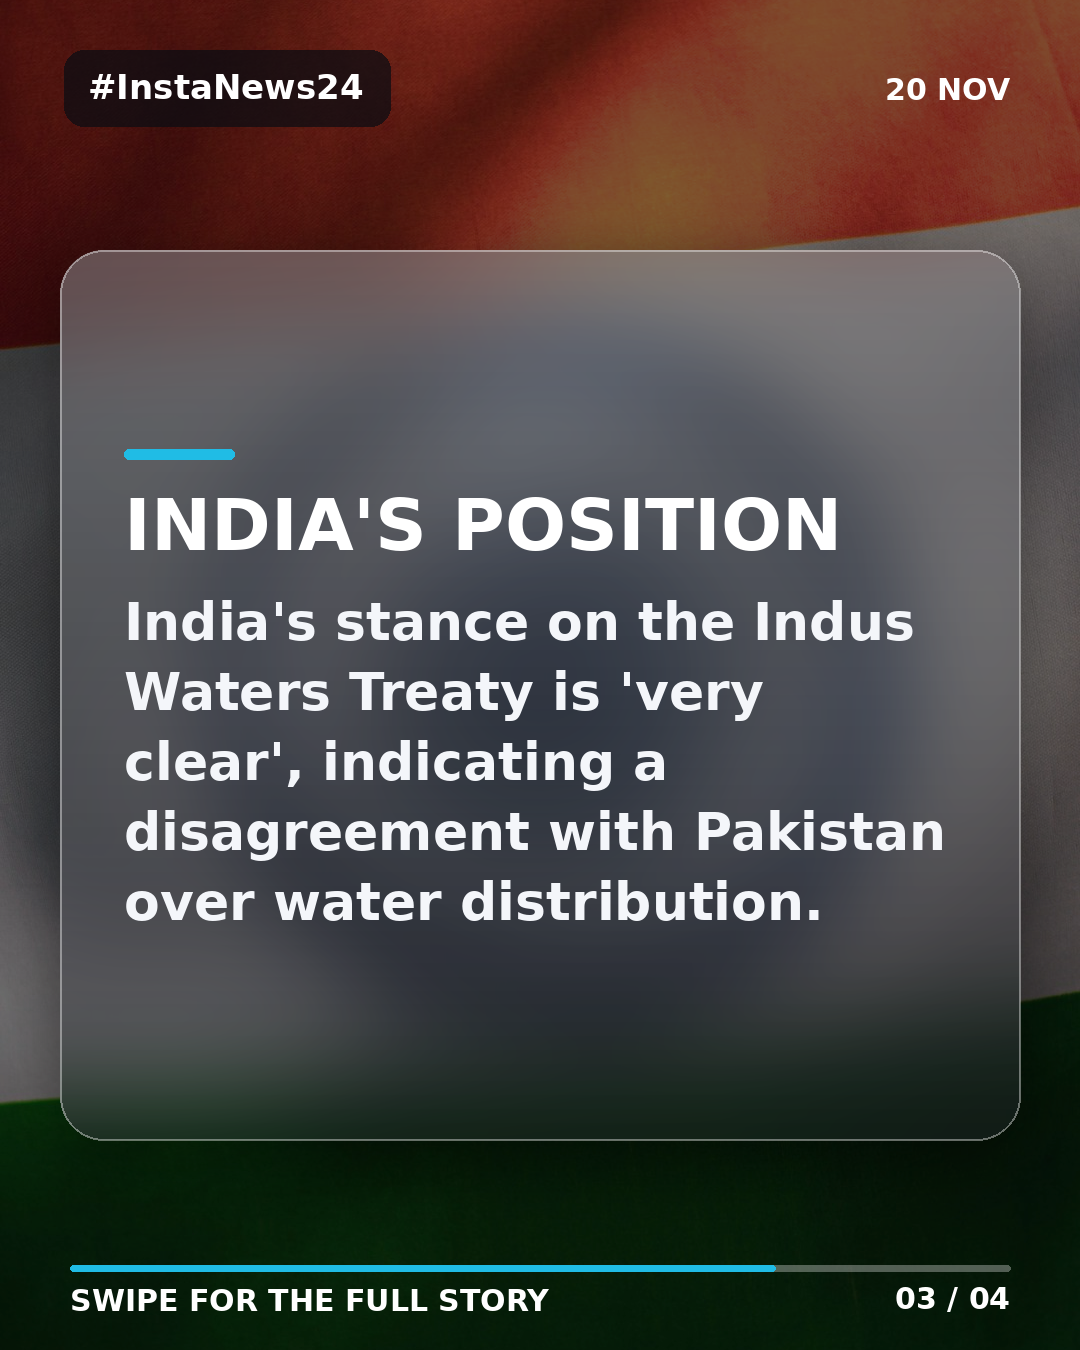 #InstaNews24
20 NOV
INDIA'S POSITION
India's stance on the Indus
Waters Treaty is 'very
clear', indicating a
disagreement with Pakistan
over water distribution.
SWIPE FOR THE FULL STORY
03 / 04